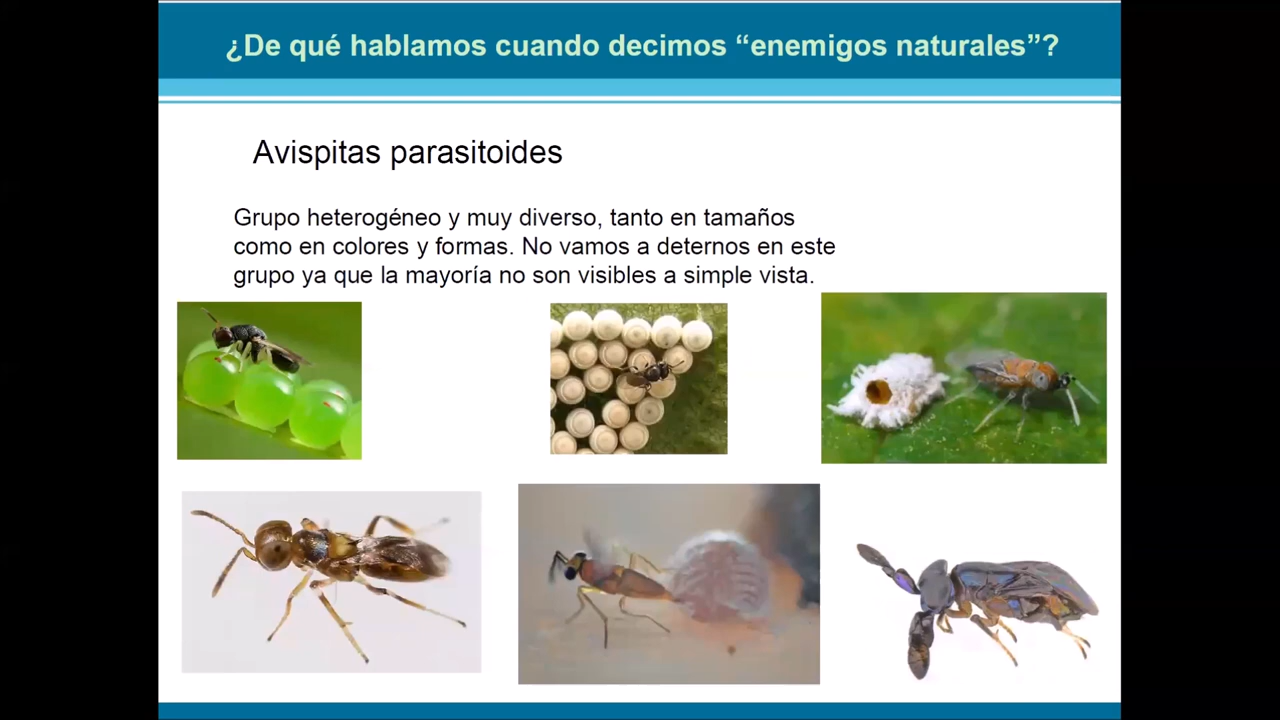 ¿De qué hablamos cuando decimos “enemigos naturales”?
Avispitas parasitoides
Grupo heterogéneo y muy diverso, tanto en tamaños
como en colores y formas. No vamos a deternos en este
grupo ya que la mayoría no son visibles a simple vista.